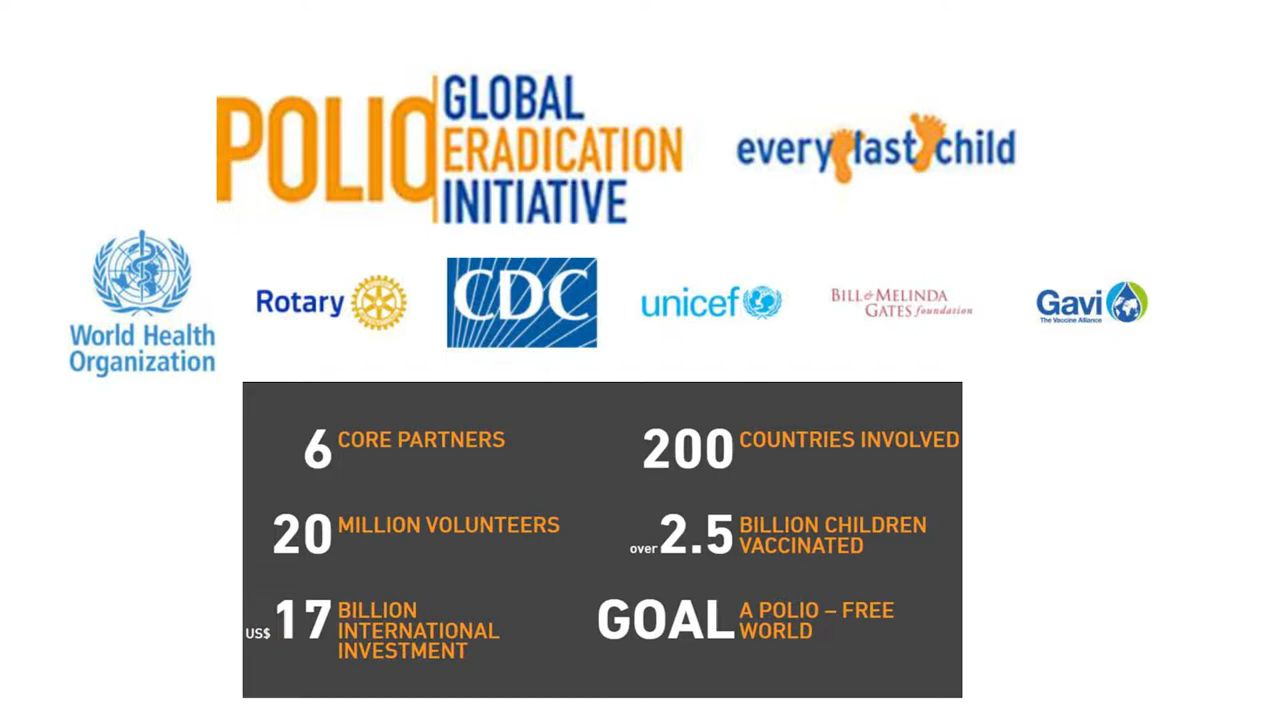 POLIO
GLOBAL
ERADICATION
INITIATIVE
every last child
World Health
Organization
Rotary
CDC
unicef
BILL & MELINDA
GATES foundation
Gavi
The Vaccine Alliance
6 CORE PARTNERS
200 COUNTRIES INVOLVED
20 MILLION VOLUNTEERS
over 2.5 BILLION CHILDREN
VACCINATED
US$ 17 BILLION
INTERNATIONAL
INVESTMENT
GOAL A POLIO – FREE
WORLD